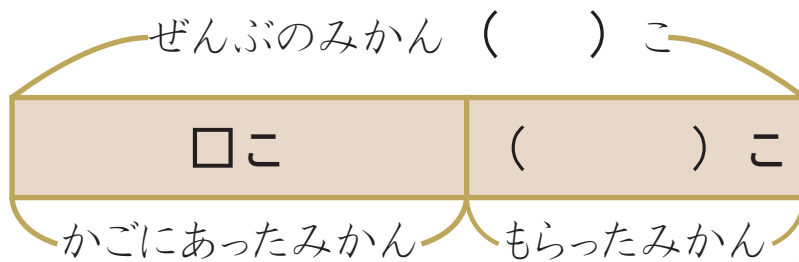 ぜんぶのみかん（　　）こ
□こ　（　　　）こ
かごにあったみかん　もらったみかん